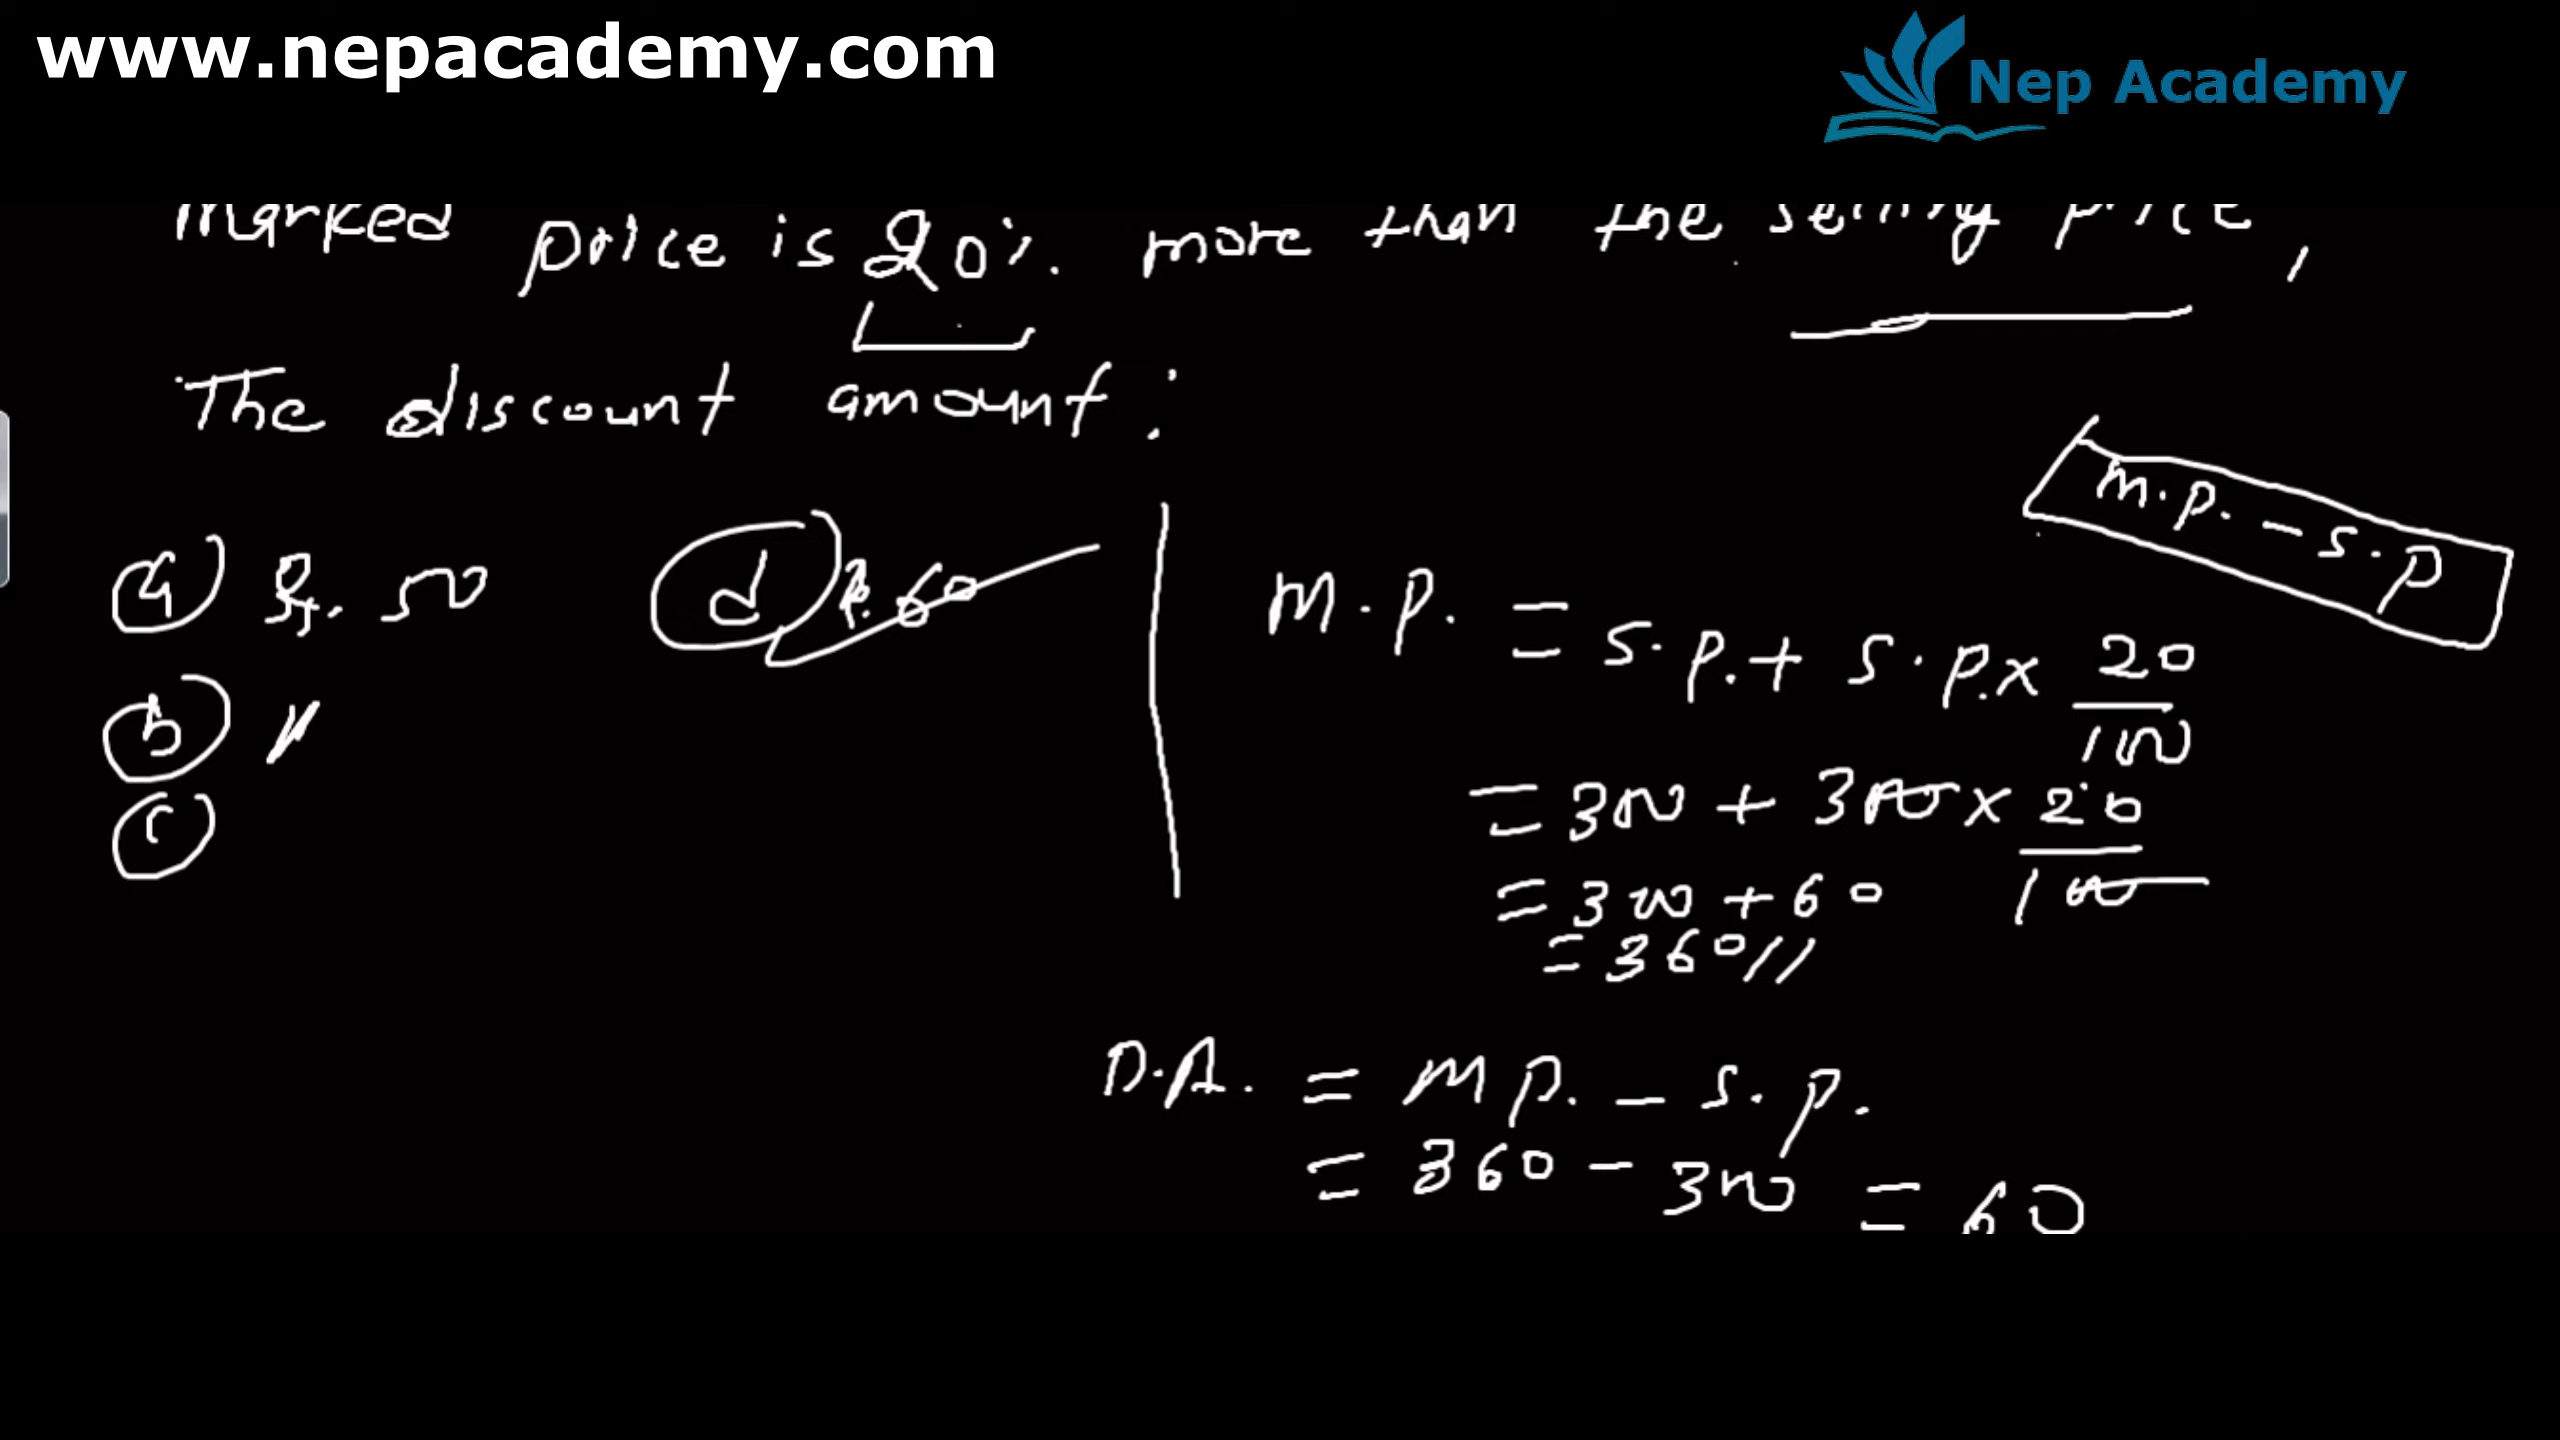 www.nepacademy.com
Nep Academy
Marked price is 20% more than the selling price,
The discount amount:
M.P. - S.P
(a) Rs. 50
(d) R. 60
(b)
(c)
M.P. = S.P. + S.P. x 20/100
= 300 + 300 x 20/100
= 300 + 60
= 360//
D.A. = MP. - S.P.
= 360 - 300 = 60